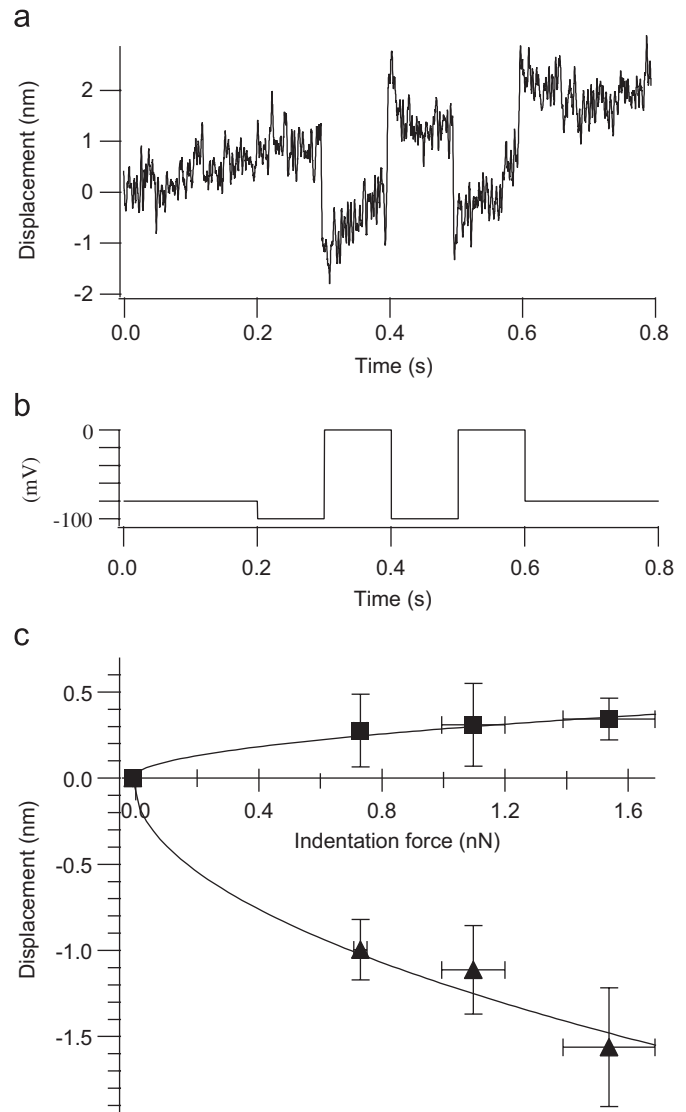 a
Displacement (nm)
2
1
0
-1
-2
0.0 0.2 0.4 0.6 0.8
Time (s)
b
(mV)
0
-100
0.0 0.2 0.4 0.6 0.8
Time (s)
c
Displacement (nm)
0.5
0.0
-0.5
-1.0
-1.5
0.0 0.4 0.8 1.2 1.6
Indentation force (nN)